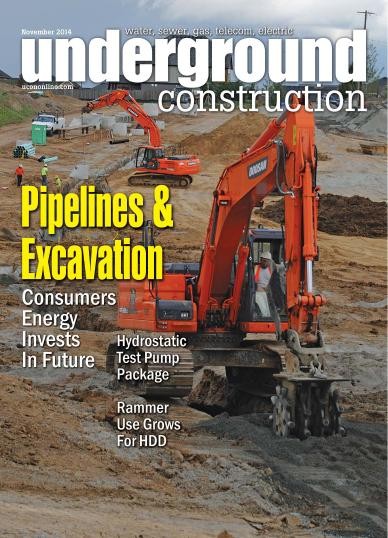 November 2014
water, sewer, gas, telecom, electric
underground
uconononline.com
construction
DOOSAN
Pipelines &
Excavation
Consumers
Energy
Invests
In Future
Hydrostatic
Test Pump
Package
Rammer
Use Grows
For HDD